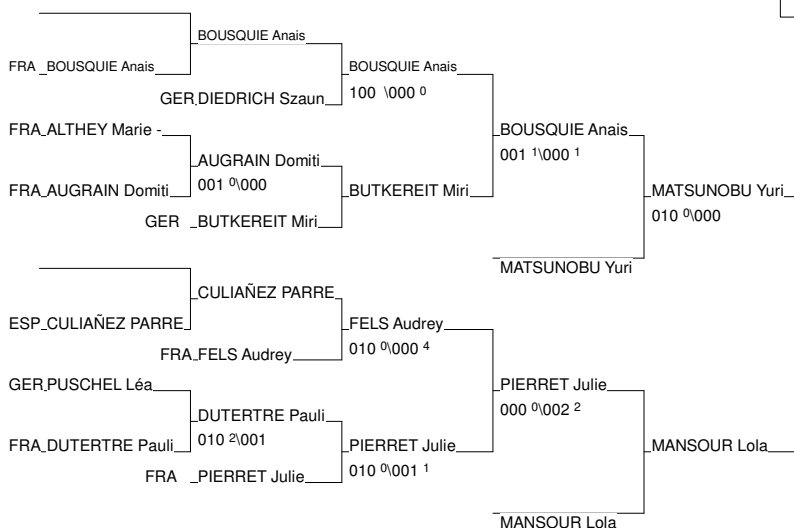 BOUSQUIE Anais
FRA BOUSQUIE Anais
BOUSQUIE Anais
GER DIEDRICH Szaun
100 \000 0
FRA ALTHEY Marie -
BOUSQUIE Anais
001 1\000 1
AUGRAIN Domiti
001 0\000
FRA AUGRAIN Domiti
BUTKEREIT Miri
MATSUNOBU Yuri
010 0\000
GER BUTKEREIT Miri
MATSUNOBU Yuri
CULIAÑEZ PARRE
ESP CULIAÑEZ PARRE
FELS Audrey
010 0\000 4
FRA FELS Audrey
GER PUSCHEL Léa
PIERRET Julie
000 0\002 2
DUTERTRE Pauli
010 2\001
FRA DUTERTRE Pauli
PIERRET Julie
010 0\001 1
MANSOUR Lola
FRA PIERRET Julie
MANSOUR Lola